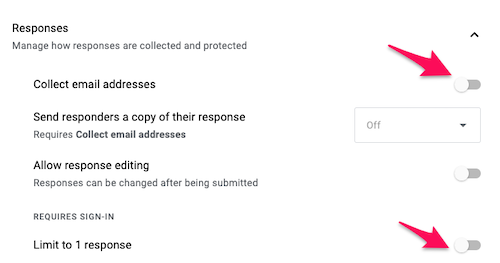 Responses
Manage how responses are collected and protected
Collect email addresses
Send responders a copy of their response
Requires Collect email addresses
Off
Allow response editing
Responses can be changed after being submitted
REQUIRES SIGN-IN
Limit to 1 response